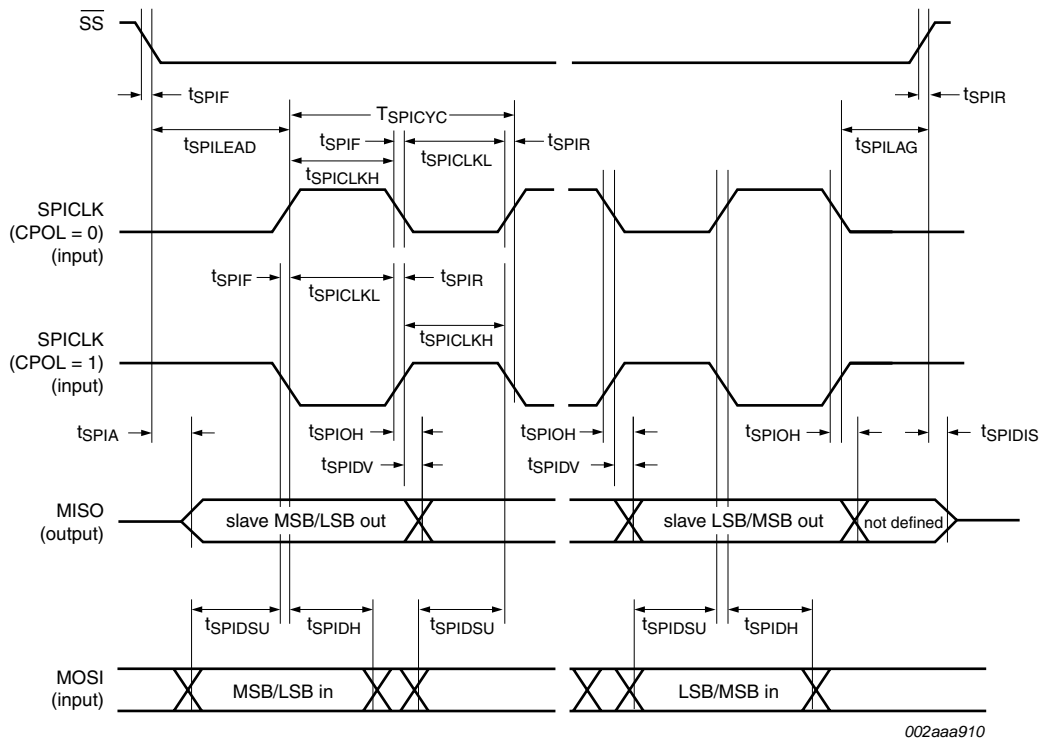 SS
tSPIF
tSPIR
TSPICYC
tSPILEAD
tSPIF
tSPICLKL
tSPIR
tSPILAG
tSPICLKH
SPICLK
(CPOL = 0)
(input)
tSPIF
tSPICLKL
tSPIR
tSPICLKH
SPICLK
(CPOL = 1)
(input)
tSPIA
tSPIOH
tSPIOH
tSPIOH
tSPIDIS
tSPIDV
tSPIDV
MISO
(output)
slave MSB/LSB out
slave LSB/MSB out
not defined
tSPIDSU
tSPIDH
tSPIDSU
tSPIDSU
tSPIDH
MOSI
(input)
MSB/LSB in
LSB/MSB in
002aaa910